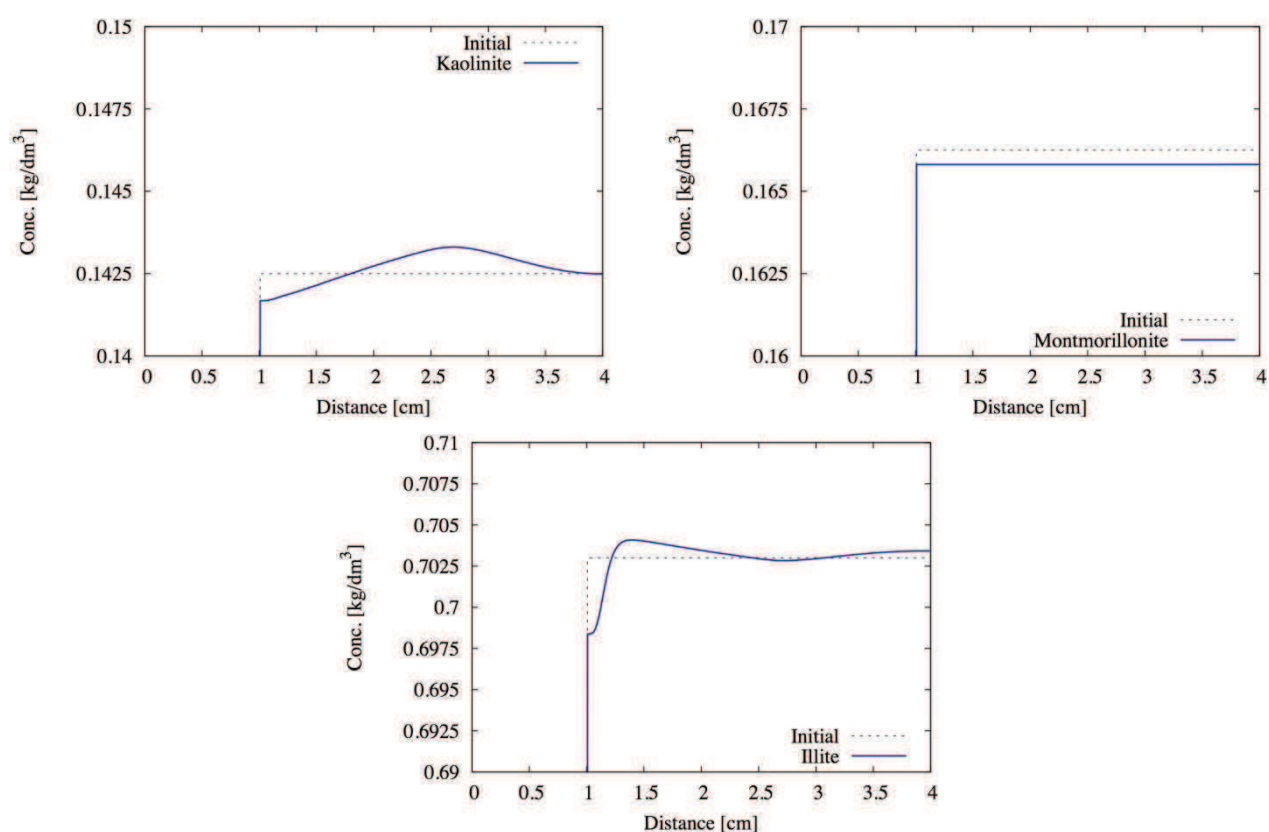 0.15
0.1475
0.145
0.1425
0.14
Conc. [kg/dm³]
Initial
Kaolinite
0 0.5 1 1.5 2 2.5 3 3.5 4
Distance [cm]
0.17
0.1675
0.165
0.1625
0.16
Conc. [kg/dm³]
Initial
Montmorillonite
0 0.5 1 1.5 2 2.5 3 3.5 4
Distance [cm]
0.71
0.7075
0.705
0.7025
0.7
0.6975
0.695
0.6925
0.69
Conc. [kg/dm³]
Initial
Illite
0 0.5 1 1.5 2 2.5 3 3.5 4
Distance [cm]